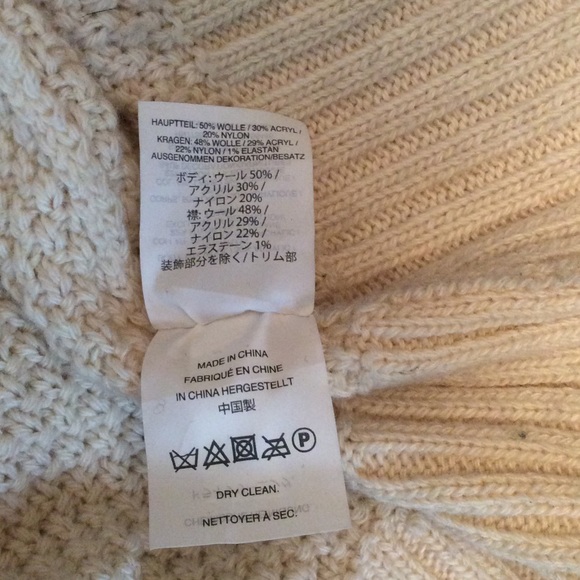 HAUPTTEIL: 50% WOLLE / 30% ACRYL /
20% NYLON
KRAGEN: 48% WOLLE / 29% ACRYL /
22% NYLON / 1% ELASTAN
AUSGENOMMEN DEKORATION/BESATZ
ボディ: ウール 50% /
アクリル 30% /
ナイロン 20%
襟: ウール 48% /
アクリル 29% /
ナイロン 22% /
エラステーン 1%
装飾部分を除く/トリム部
MADE IN CHINA
FABRIQUÉ EN CHINE
IN CHINA HERGESTELLT
中国製
P
DRY CLEAN.
NETTOYER À SEC.